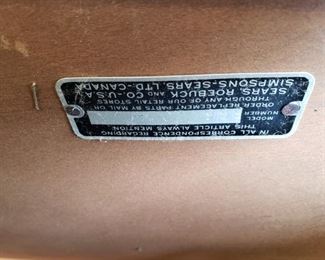 IN ALL CORRESPONDENCE REGARDING
THIS ARTICLE ALWAYS MENTION:
MODEL
NUMBER
ORDER REPLACEMENT PARTS BY MAIL OR
THROUGH ANY OF OUR RETAIL STORES
SEARS, ROEBUCK AND CO.-U.S.A.
SIMPSONS-SEARS, LTD.-CANADA